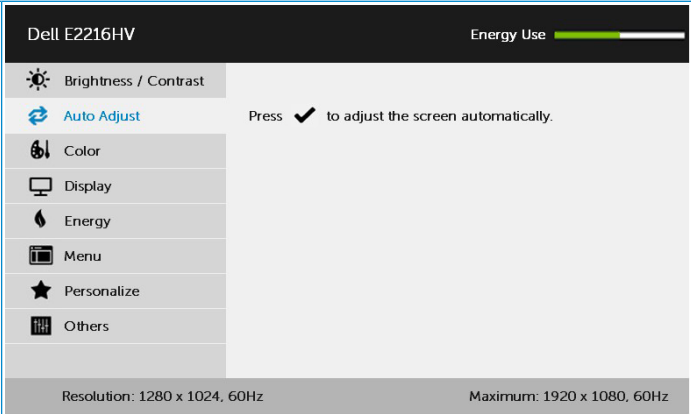 Dell E2216HV
Energy Use
Brightness / Contrast
Auto Adjust
Press to adjust the screen automatically.
Color
Display
Energy
Menu
Personalize
Others
Resolution: 1280 x 1024, 60Hz
Maximum: 1920 x 1080, 60Hz